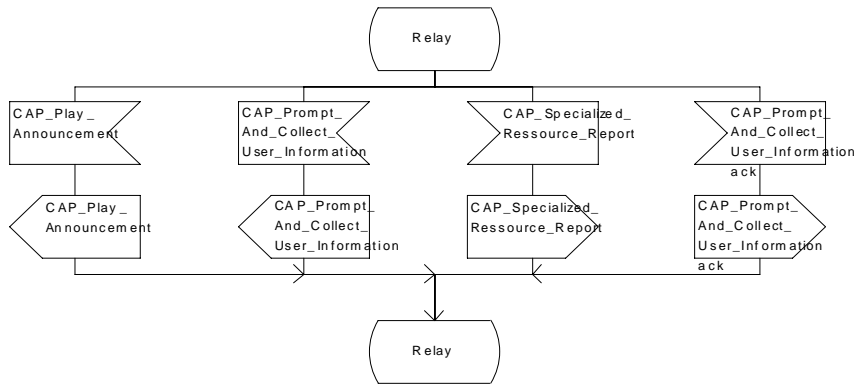 Relay
CAP_Play_
Announcement
CAP_Prompt_
And_Collect_
User_Information
CAP_Specialized_
Ressource_Report
CAP_Prompt_
And_Collect_
User_Information
ack
CAP_Play_
Announcement
CAP_Prompt_
And_Collect_
User_Information
CAP_Specialized_
Ressource_Report
CAP_Prompt_
And_Collect_
User_Information
ack
Relay